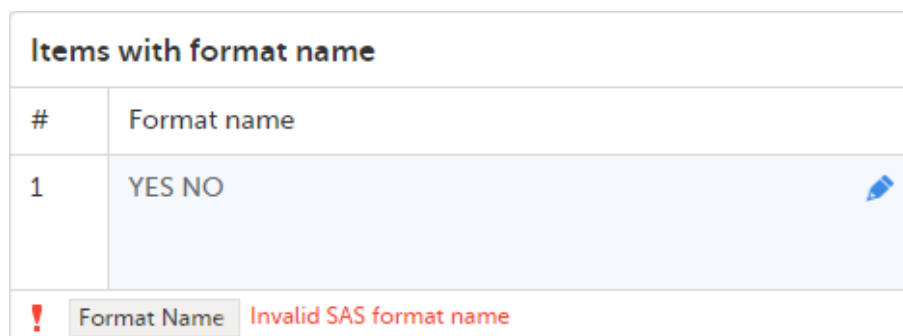 Items with format name
# Format name
1 YES NO
! Format Name Invalid SAS format name